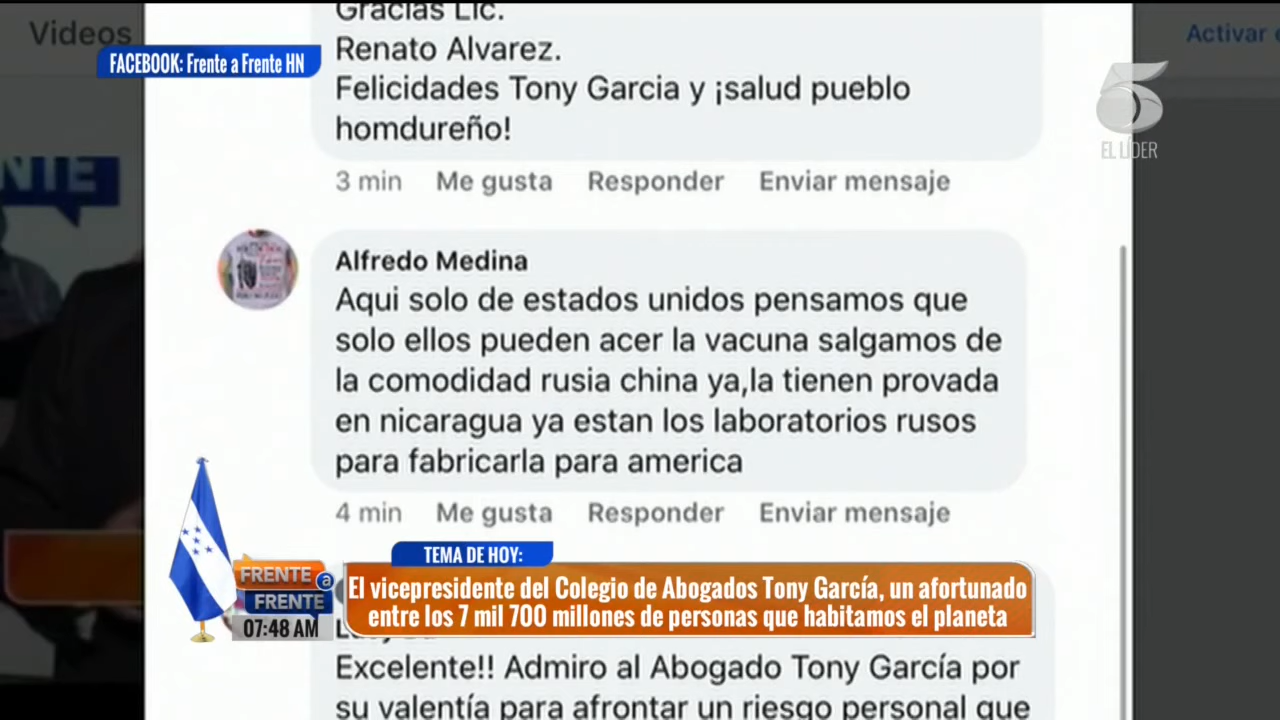 Videos
Activar
FACEBOOK: Frente a Frente HN
5
EL LÍDER
NTE
Gracias Lic.
Renato Alvarez.
Felicidades Tony Garcia y ¡salud pueblo
homdureño!
3 min Me gusta Responder Enviar mensaje
Alfredo Medina
Aqui solo de estados unidos pensamos que
solo ellos pueden acer la vacuna salgamos de
la comodidad rusia china ya,la tienen provada
en nicaragua ya estan los laboratorios rusos
para fabricarla para america
4 min Me gusta Responder Enviar mensaje
TEMA DE HOY:
El vicepresidente del Colegio de Abogados Tony García, un afortunado
entre los 7 mil 700 millones de personas que habitamos el planeta
FRENTE a
FRENTE
07:48 AM
Excelente!! Admiro al Abogado Tony García por
su valentía para afrontar un riesgo personal que